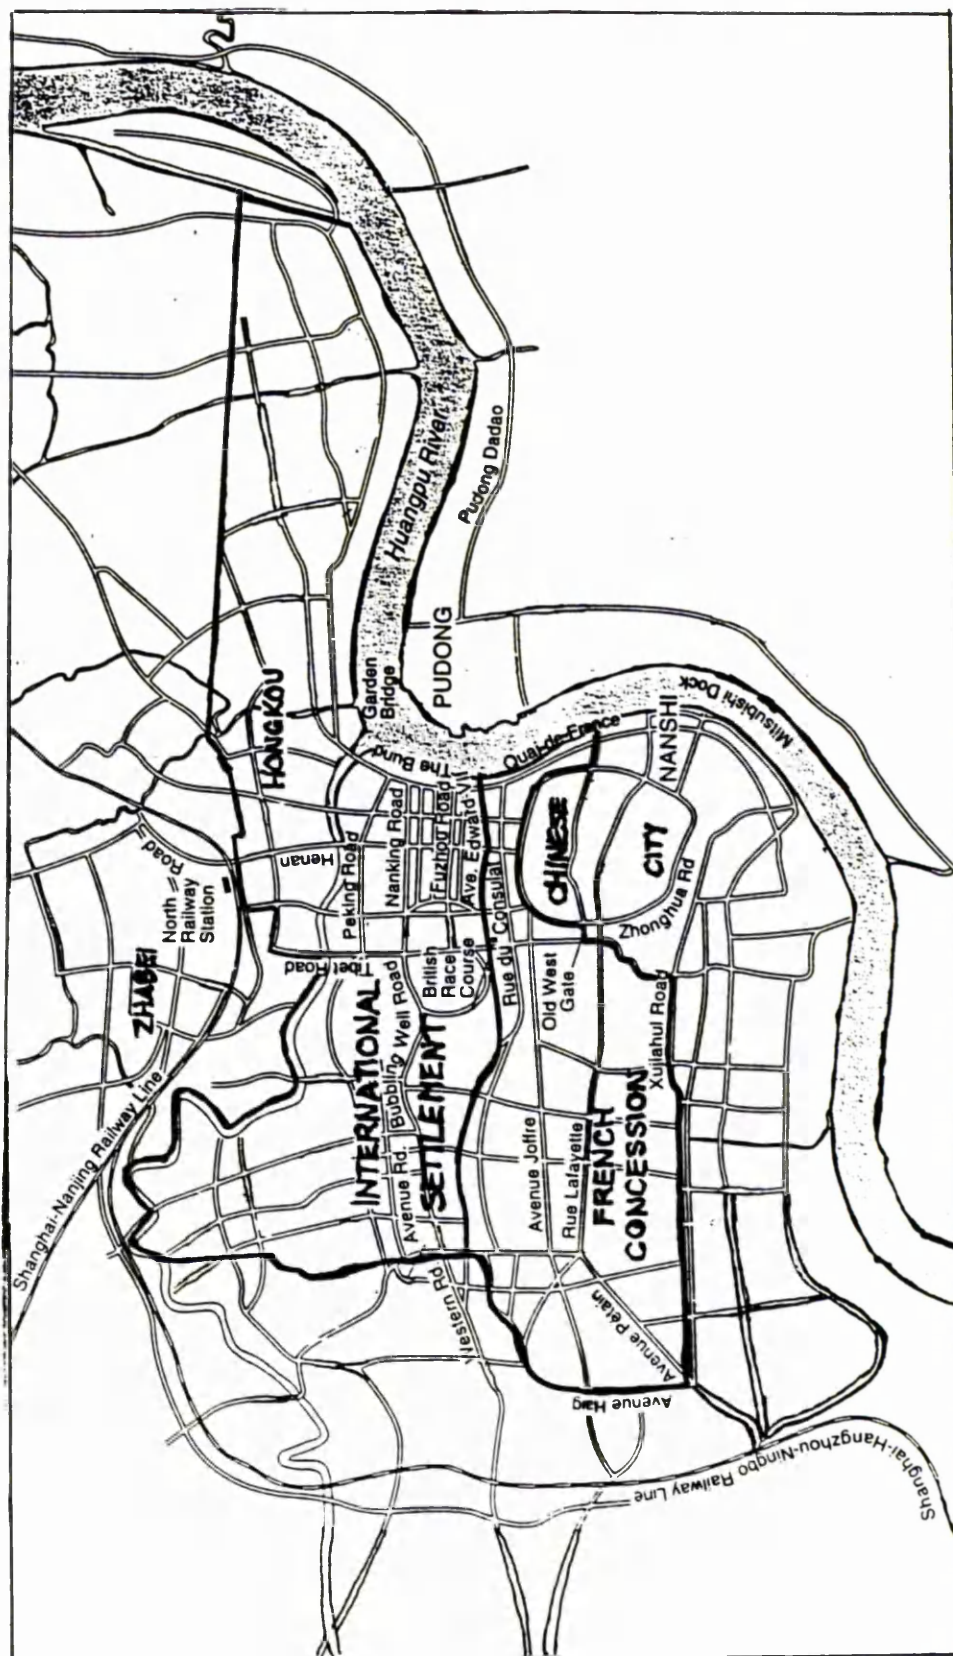 Shanghai-Nanjing Railway Line
ZHABEI
North
Railway
Station
Road
HONGKOU
Henan
Peking Road
Tibet Road
Garden
Bridge
The Bund
Huangpu River
PUDONG
Pudong Dadao
Nanking Road
Fuzhou Road
Ave. Edward VII
INTERNATIONAL
SETTLEMENT
Bubbling Well Road
Avenue Rd.
British
Race
Course
Western Rd
Rue du Consulat
Quai de France
Old West
Gate
CHINESE
CITY
NANSHI
Mitsubishi Dock
Zhonghua Rd
Xujiahui Road
Avenue Joffre
Rue Lafayette
FRENCH
CONCESSION
Avenue Petain
Avenue Haig
Shanghai-Hangzhou-Ningbo Railway Line